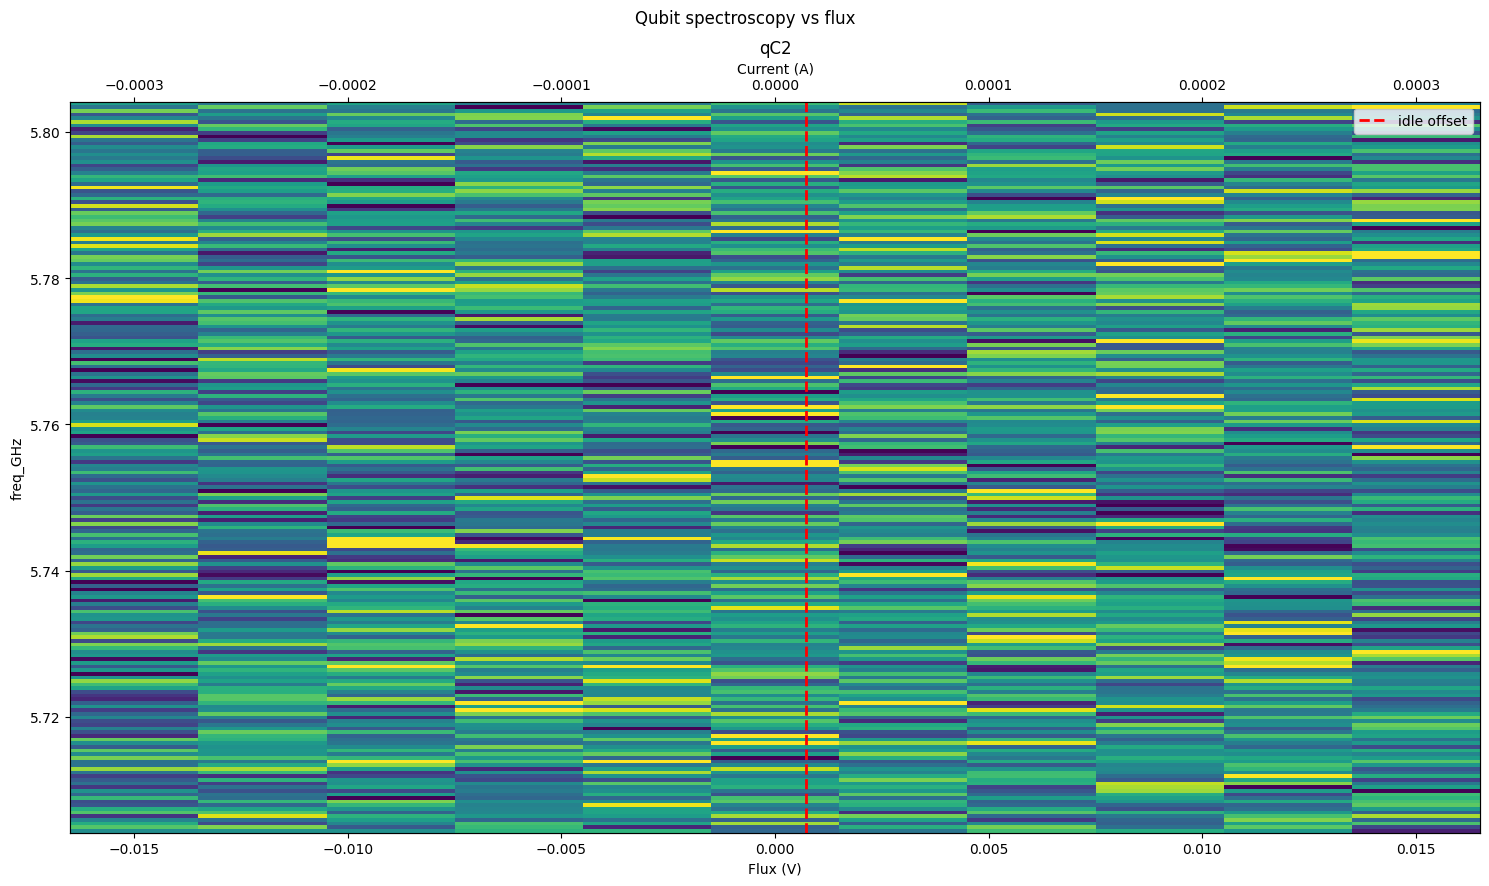 Qubit spectroscopy vs flux
qC2
Current (A)
−0.0003 −0.0002 −0.0001 0.0000 0.0001 0.0002 0.0003
idle offset
5.80
5.78
5.76
5.74
5.72
freq_GHz
−0.015 −0.010 −0.005 0.000 0.005 0.010 0.015
Flux (V)